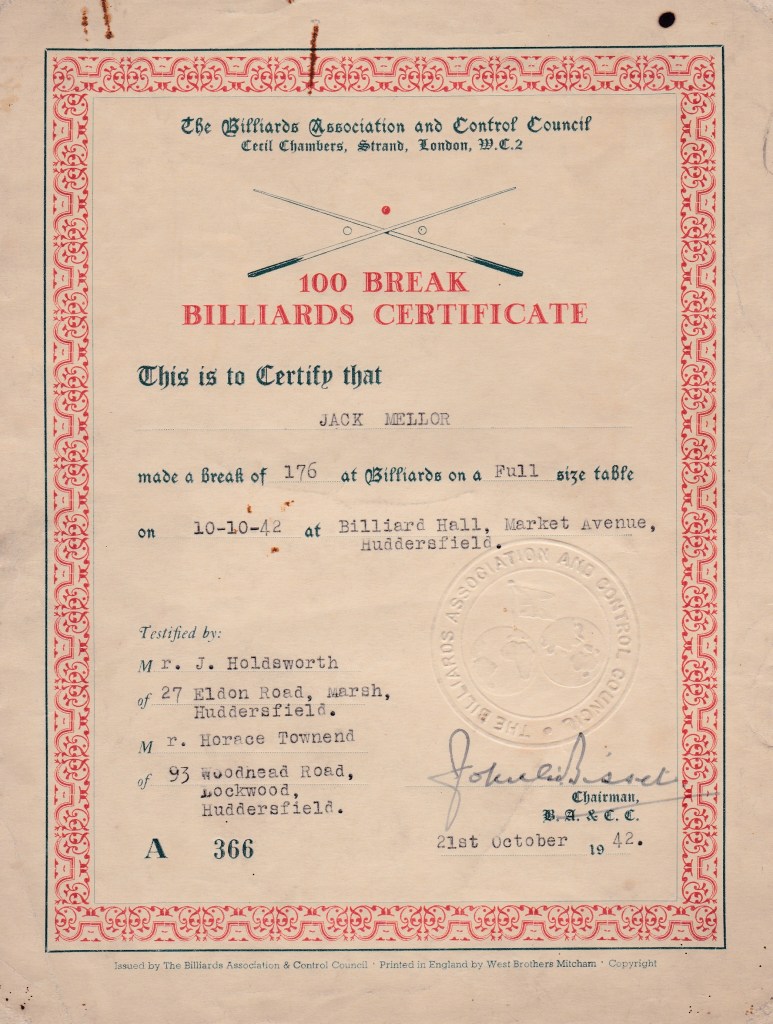 The Billiards Association and Control Council
Cecil Chambers, Strand, London, W.C.2
100 BREAK
BILLIARDS CERTIFICATE
This is to Certify that
JACK MELLOR
made a break of 176 at Billiards on a Full size table
on 10-10-42 at Billiard Hall, Market Avenue,
Huddersfield.
THE BILLIARDS ASSOCIATION AND CONTROL COUNCIL
Testified by:
Mr. J. Holdsworth
of 27 Eldon Road, Marsh,
Huddersfield.
Mr. Horace Townend
of 93 Woodhead Road,
Lockwood,
Huddersfield.
John Bisset
Chairman,
B. A. & C. C.
A 366
21st October 1942.
Issued by The Billiards Association & Control Council · Printed in England by West Brothers Mitcham · Copyright